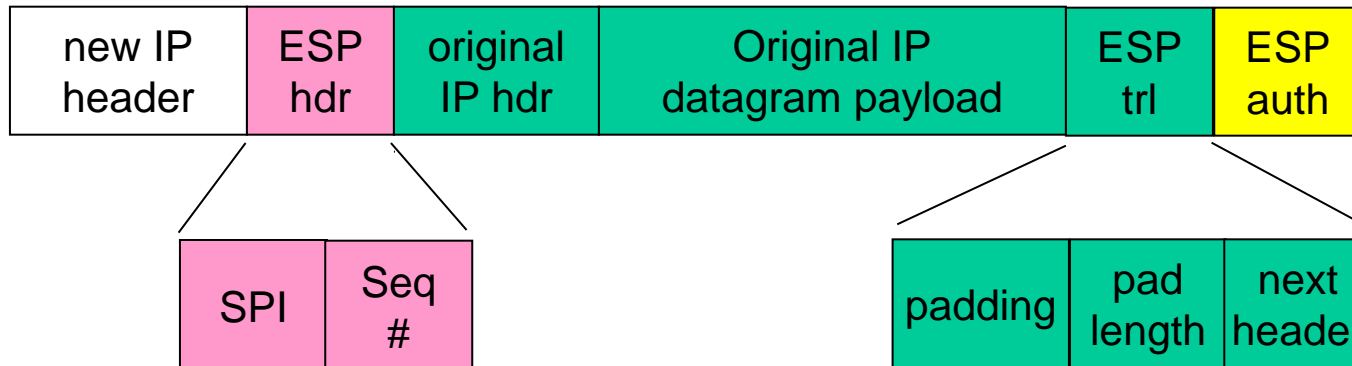 new IP
header
ESP
hdr
original
IP hdr
Original IP
datagram payload
ESP
trl
ESP
auth
SPI
Seq
#
padding
pad
length
next
header